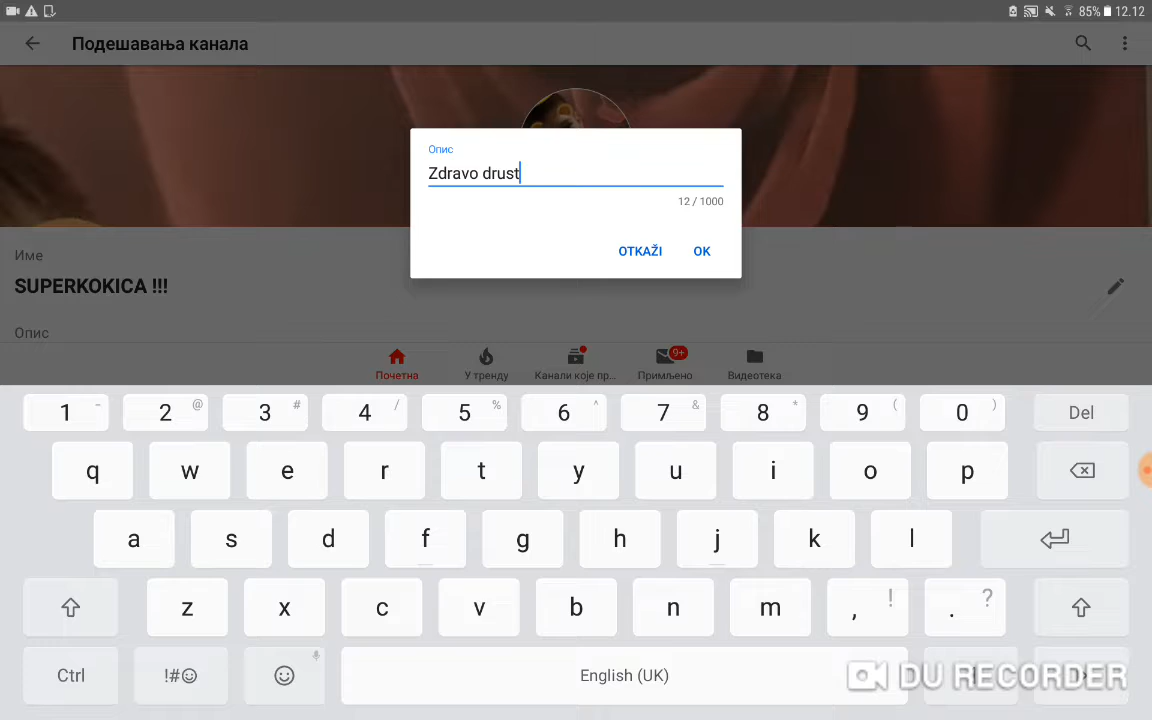 85% 12.12
Подешавања канала
Опис
Zdravo drust
12 / 1000
OTKAŽI OK
Име
SUPERKOKICA !!!
Опис
9+
Почетна У тренду Канали које пр... Примљено Видеотека
1 - 2 @ 3 # 4 / 5 % 6 ^ 7 & 8 * 9 ( 0 ) Del
q w e r t y u i o p
a s d f g h j k l
z x c v b n m , ! . ?
Ctrl !#☺ English (UK)
DU RECORDER